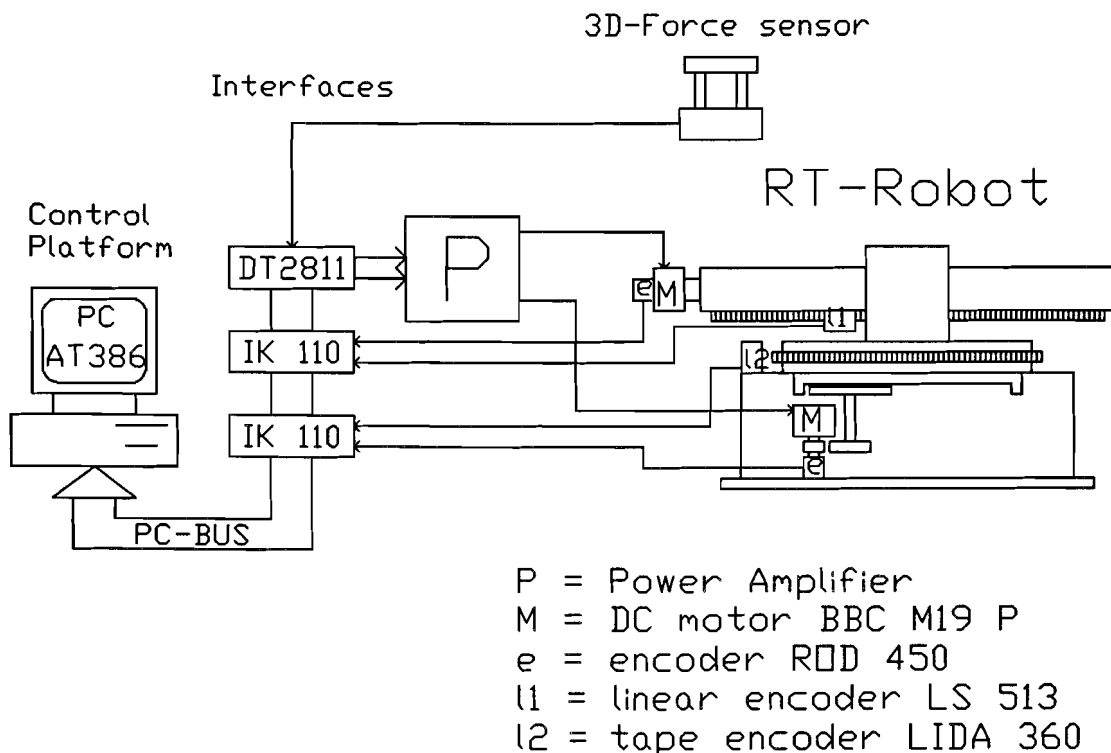 3D-Force sensor
Interfaces
RT-Robot
Control
Platform
DT2811
P
e
M
PC
AT386
l1
IK 110
l2
IK 110
M
e
PC-BUS
P = Power Amplifier
M = DC motor BBC M19 P
e = encoder ROD 450
l1 = linear encoder LS 513
l2 = tape encoder LIDA 360